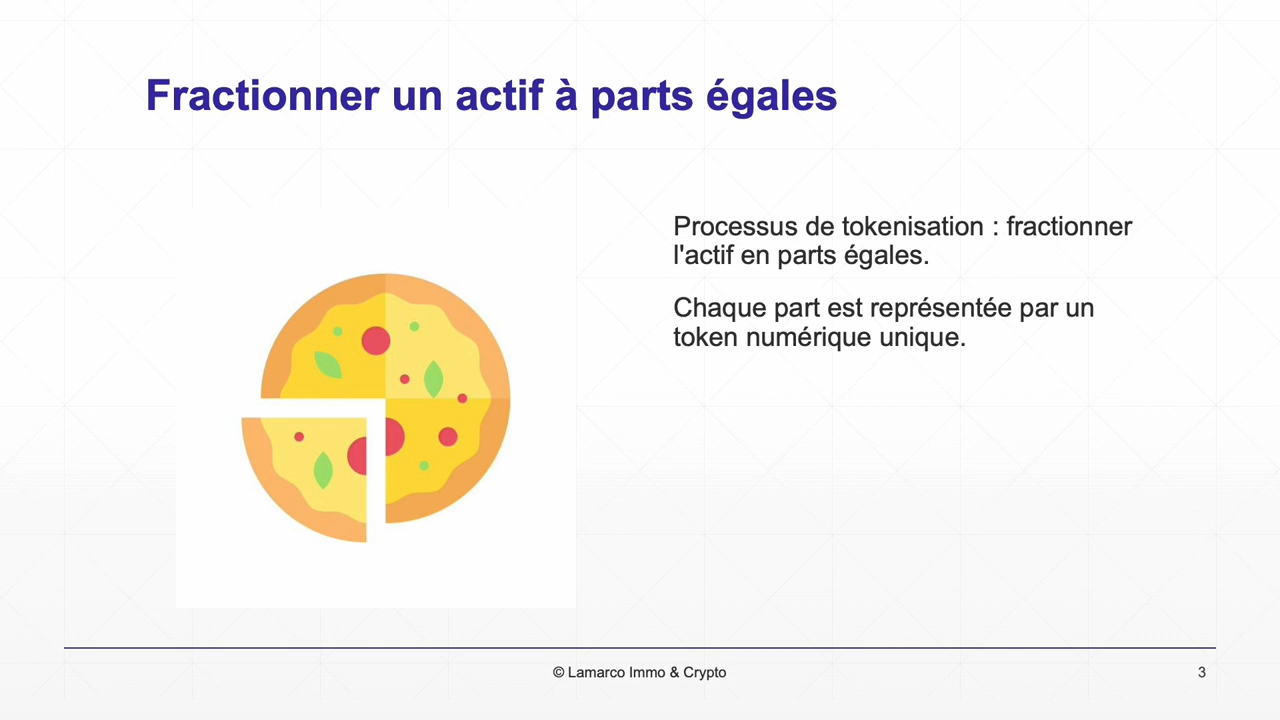 Fractionner un actif à parts égales
Processus de tokenisation : fractionner
l'actif en parts égales.
Chaque part est représentée par un
token numérique unique.
© Lamarco Immo & Crypto
3